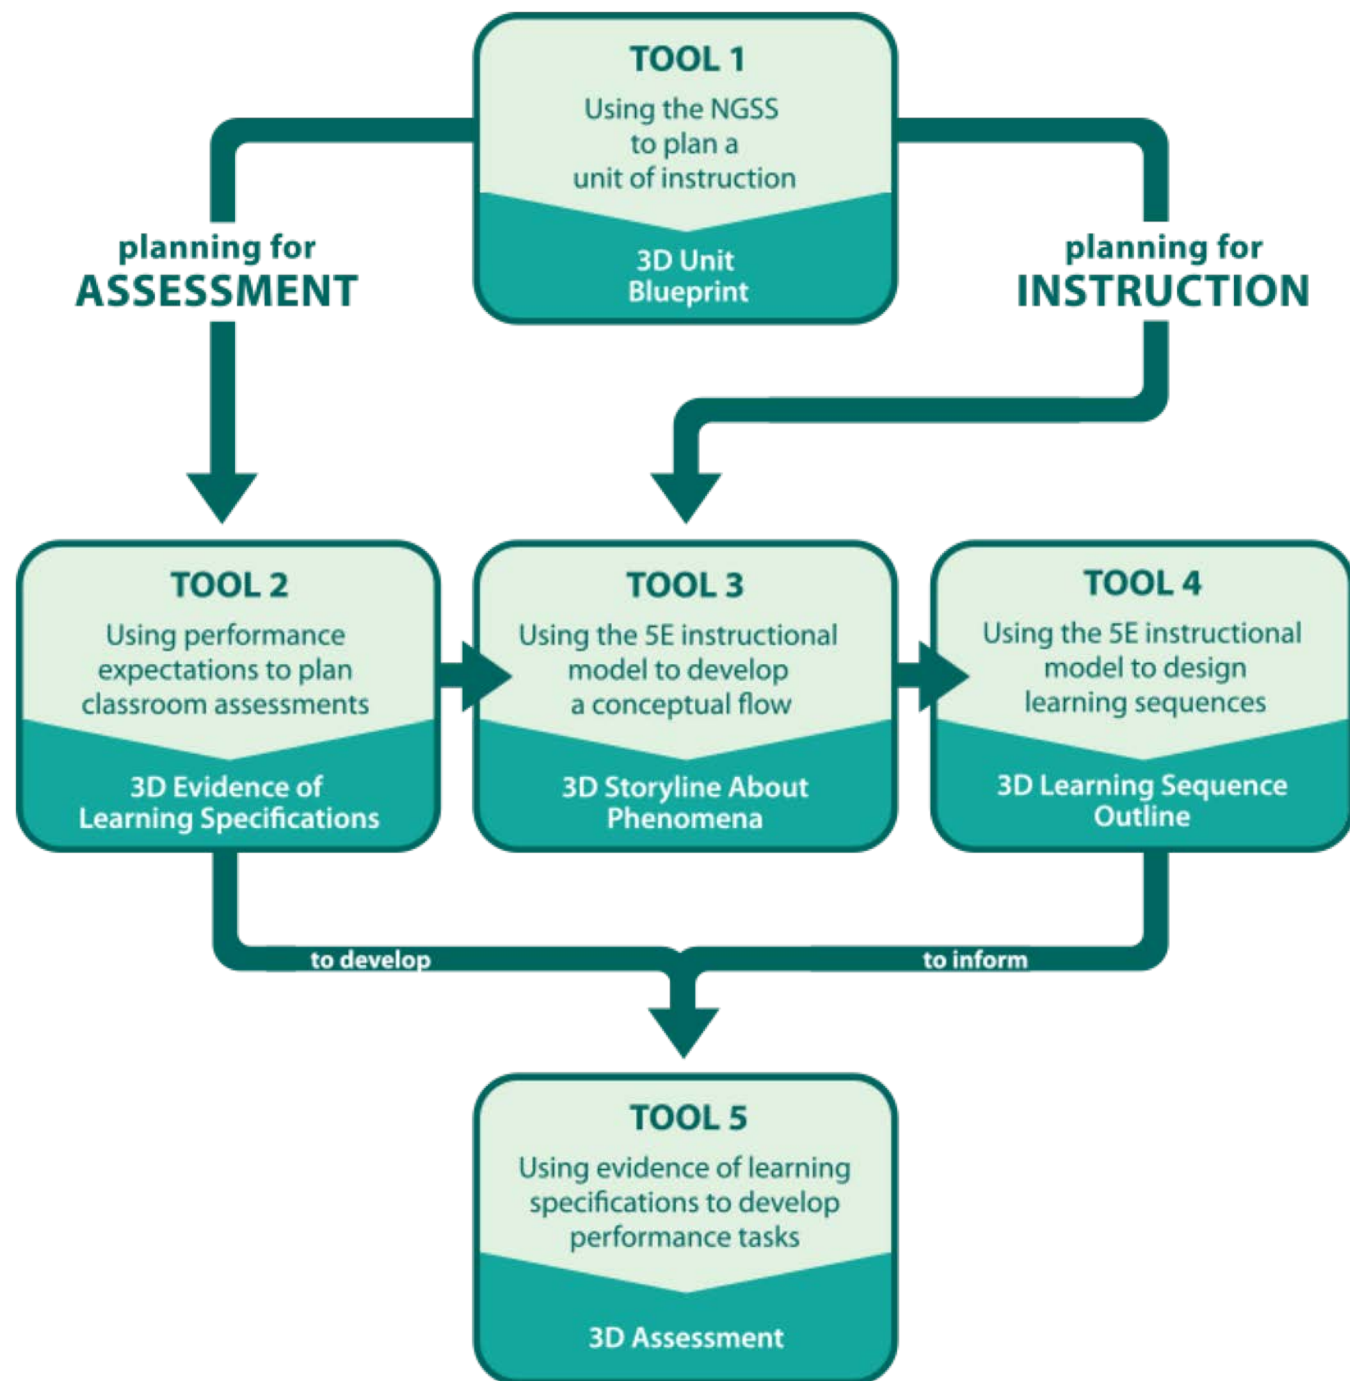 TOOL 1
Using the NGSS
to plan a
unit of instruction
3D Unit
Blueprint
planning for
ASSESSMENT
planning for
INSTRUCTION
TOOL 2
Using performance
expectations to plan
classroom assessments
3D Evidence of
Learning Specifications
TOOL 3
Using the 5E instructional
model to develop
a conceptual flow
3D Storyline About
Phenomena
TOOL 4
Using the 5E instructional
model to design
learning sequences
3D Learning Sequence
Outline
to develop
to inform
TOOL 5
Using evidence of learning
specifications to develop
performance tasks
3D Assessment